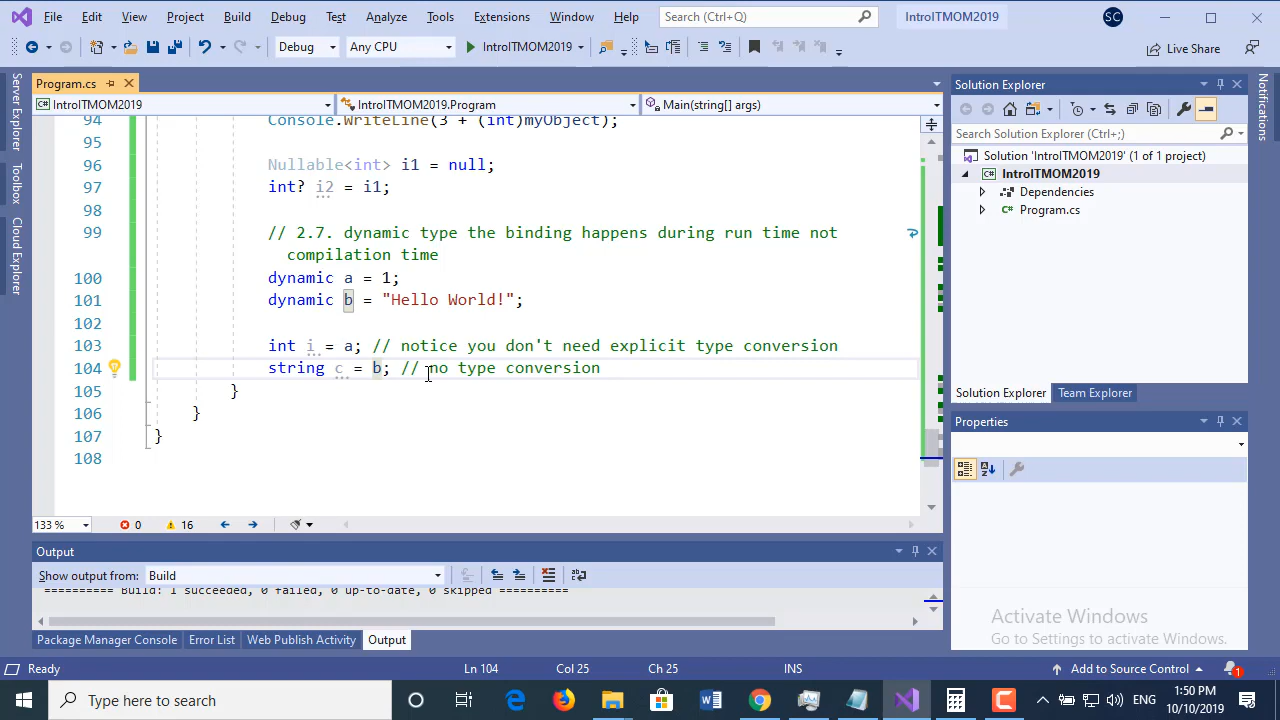 File Edit View Project Build Debug Test Analyze Tools Extensions Window Help Search (Ctrl+Q) IntroITMOM2019 SC
Debug Any CPU IntroITMOM2019 Live Share
Server Explorer
Toolbox
Cloud Explorer
Program.cs
IntroITMOM2019 IntroITMOM2019.Program Main(string[] args)
94 Console.WriteLine(3 + (int)myObject);
95
96 Nullable<int> i1 = null;
97 int? i2 = i1;
98
99 // 2.7. dynamic type the binding happens during run time not
compilation time
100 dynamic a = 1;
101 dynamic b = "Hello World!";
102
103 int i = a; // notice you don't need explicit type conversion
104 string c = b; // no type conversion
105 }
106 }
107 }
108
133 % 0 16
Output
Show output from: Build
========== Build: 1 succeeded, 0 failed, 0 up-to-date, 0 skipped ==========
Package Manager Console Error List Web Publish Activity Output
Solution Explorer
Search Solution Explorer (Ctrl+;)
Solution 'IntroITMOM2019' (1 of 1 project)
IntroITMOM2019
Dependencies
C# Program.cs
Solution Explorer Team Explorer
Properties
Notifications
Activate Windows
Go to Settings to activate Windows.
Ready Ln 104 Col 25 Ch 25 INS Add to Source Control 1
Type here to search ENG 1:50 PM
10/10/2019